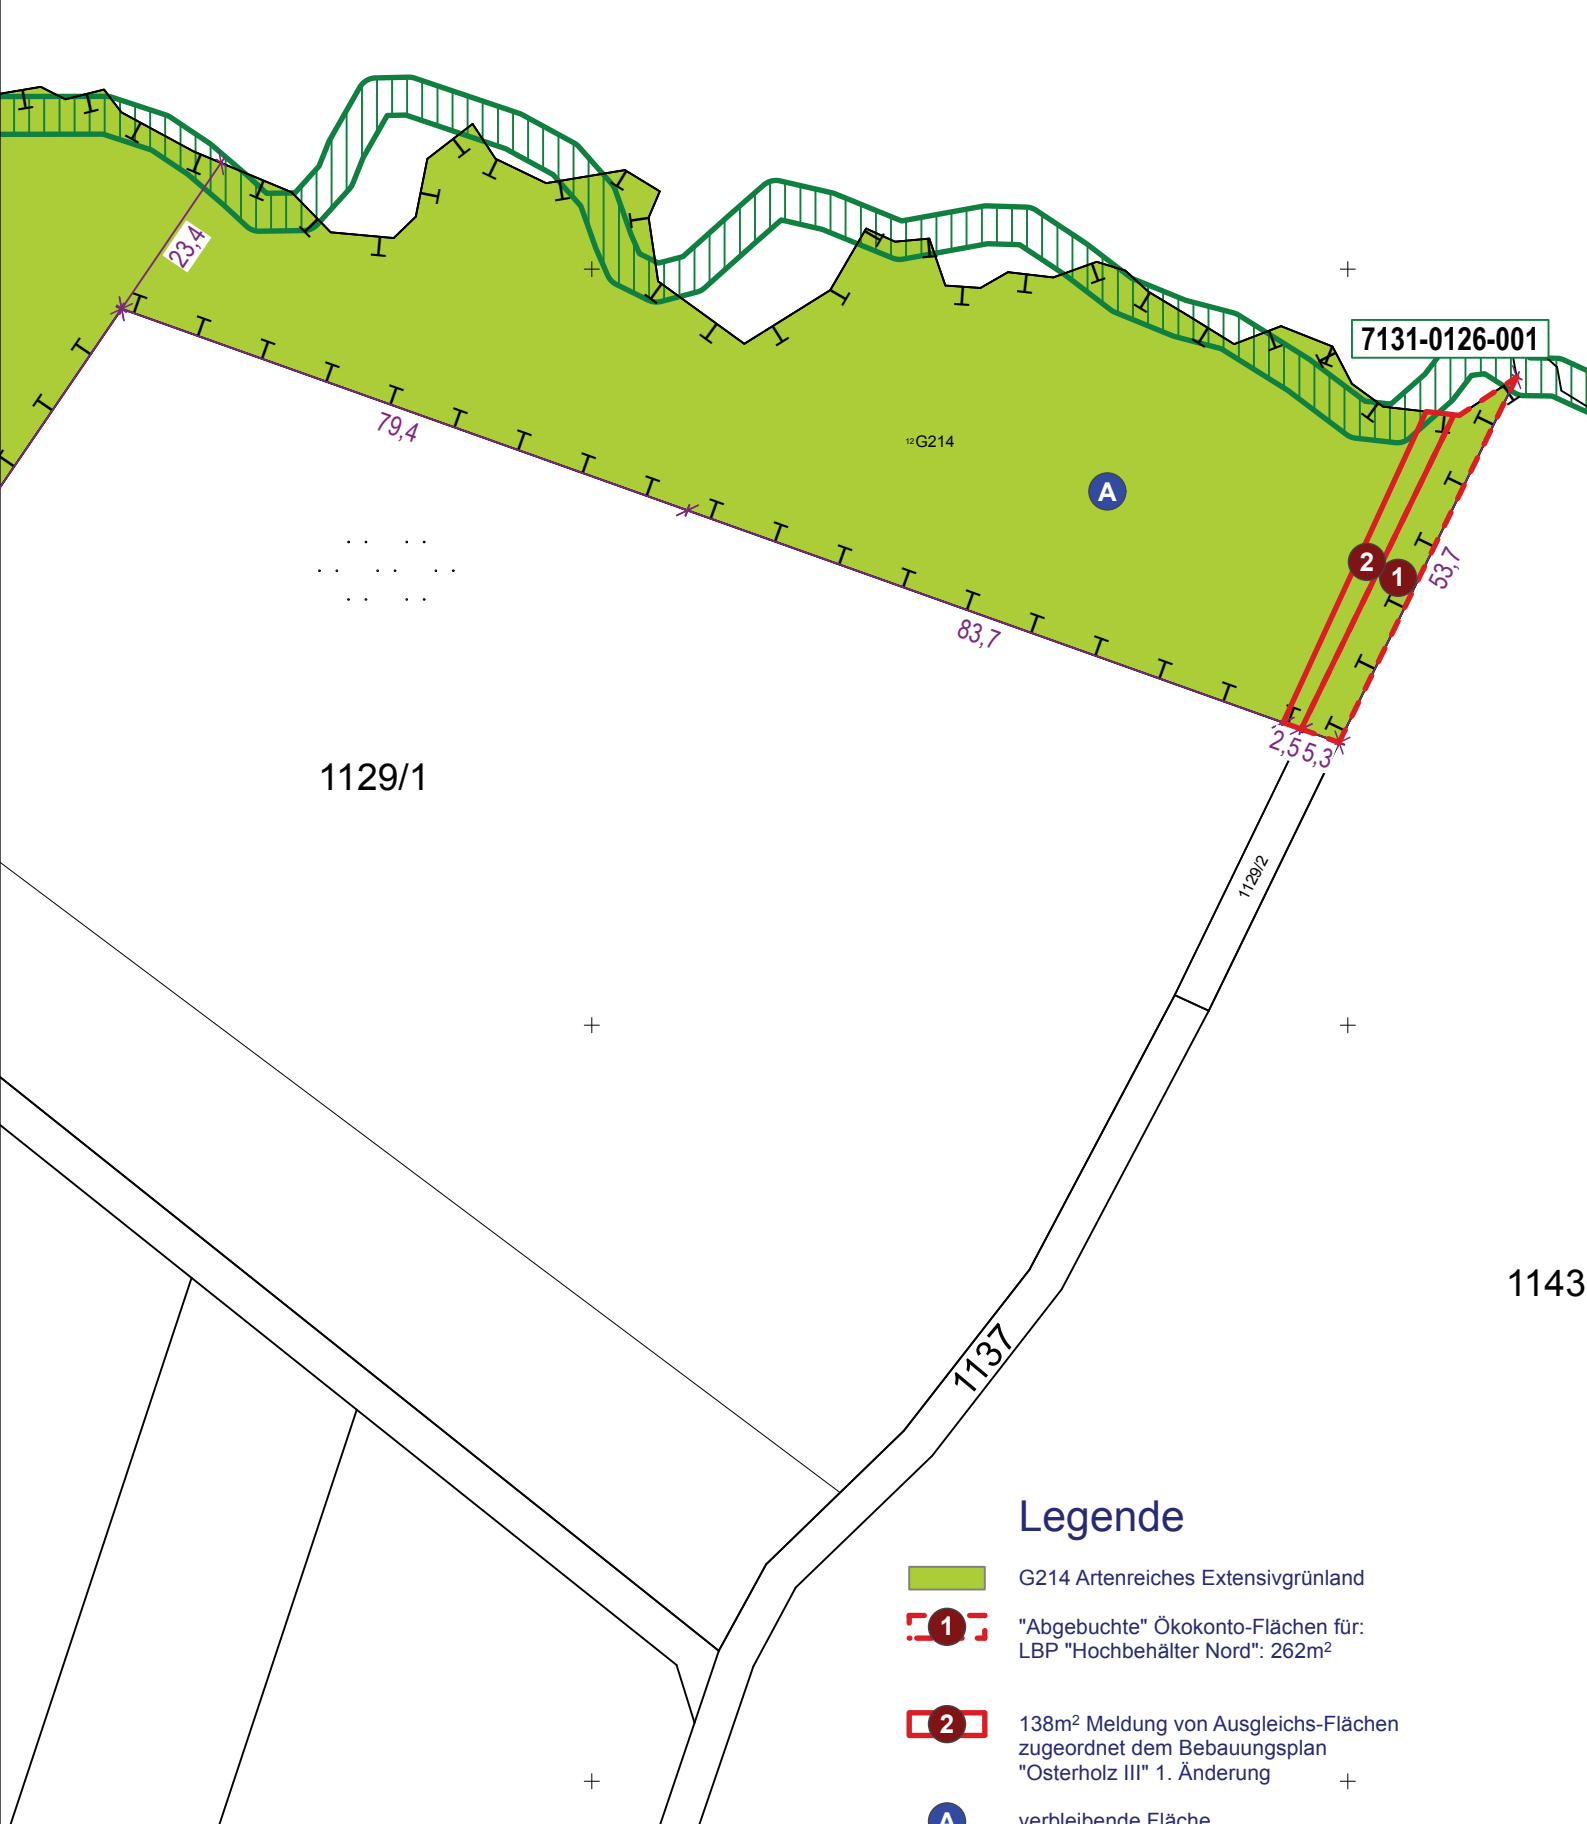 23,4
7131-0126-001
79,4
12G214
A
2
1
53,7
83,7
2,5
5,3
1129/1
1129/2
1143
1137
Legende
G214 Artenreiches Extensivgrünland
1
"Abgebuchte" Ökokonto-Flächen für:
LBP "Hochbehälter Nord": 262m²
2
138m² Meldung von Ausgleichs-Flächen
zugeordnet dem Bebauungsplan
"Osterholz III" 1. Änderung
A
verbleibende Fläche